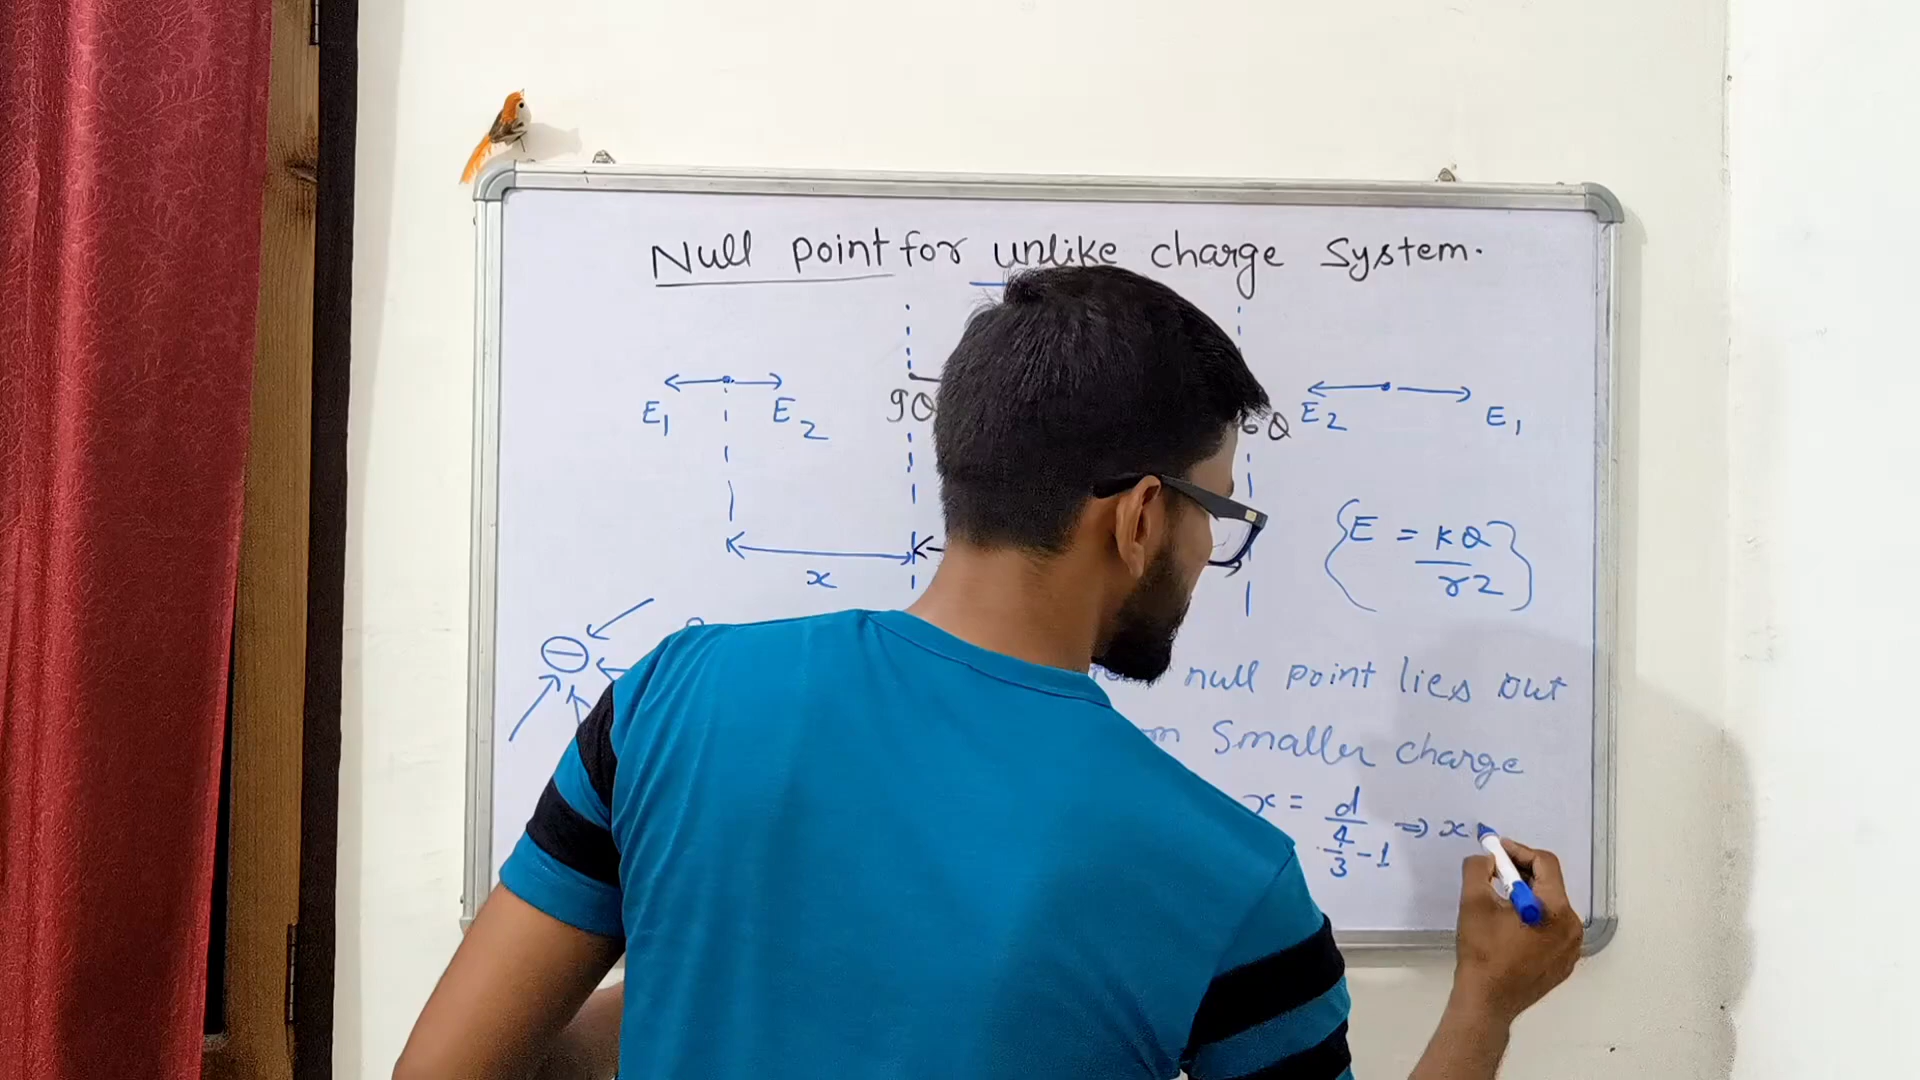 Null point for unlike charge system.
E1 E2 9Q 6Q E2 E1
E = KQ
r2
x
null point lies out
Smaller charge
x = d ⇒ x
4
3 -1